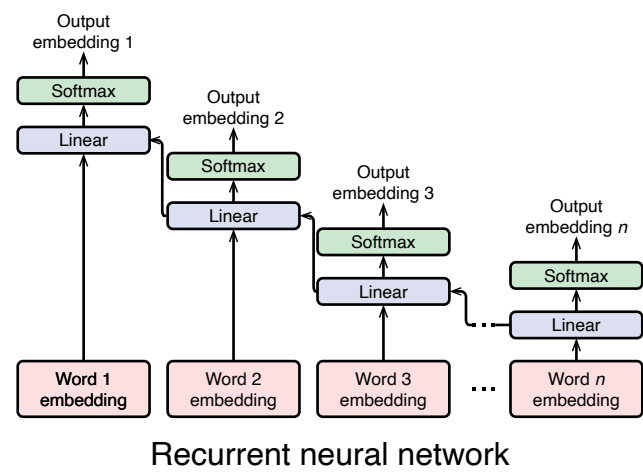 Output
embedding 1
Softmax
Linear
Output
embedding 2
Softmax
Linear
Output
embedding 3
Softmax
Linear
Output
embedding n
Softmax
Linear
Word 1
embedding
Word 2
embedding
Word 3
embedding
...
Word n
embedding
Recurrent neural network